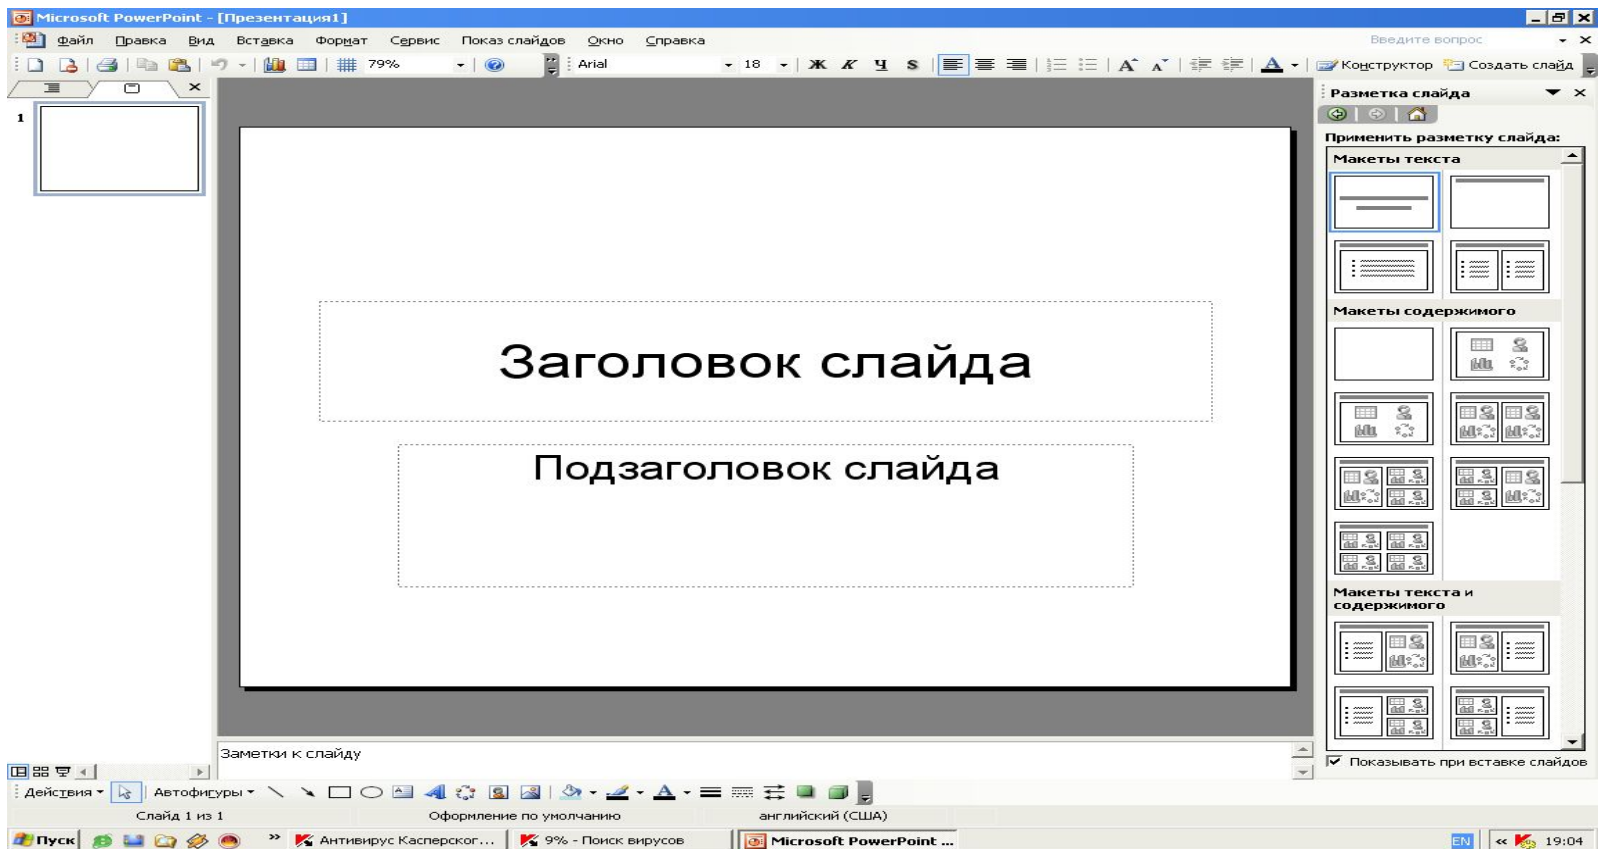 Microsoft PowerPoint - [Презентация1]
Файл Правка Вид Вставка Формат Сервис Показ слайдов Окно Справка Введите вопрос
79% Arial 18 Ж К Ч S А А А Конструктор Создать слайд
Разметка слайда
1
Применить разметку слайда:
Макеты текста
Макеты содержимого
Заголовок слайда
Подзаголовок слайда
Макеты текста и
содержимого
Заметки к слайду
Показывать при вставке слайдов
Действия Автофигуры А
Слайд 1 из 1 Оформление по умолчанию английский (США)
Пуск » Антивирус Касперског... 9% - Поиск вирусов Microsoft PowerPoint ... EN « 19:04